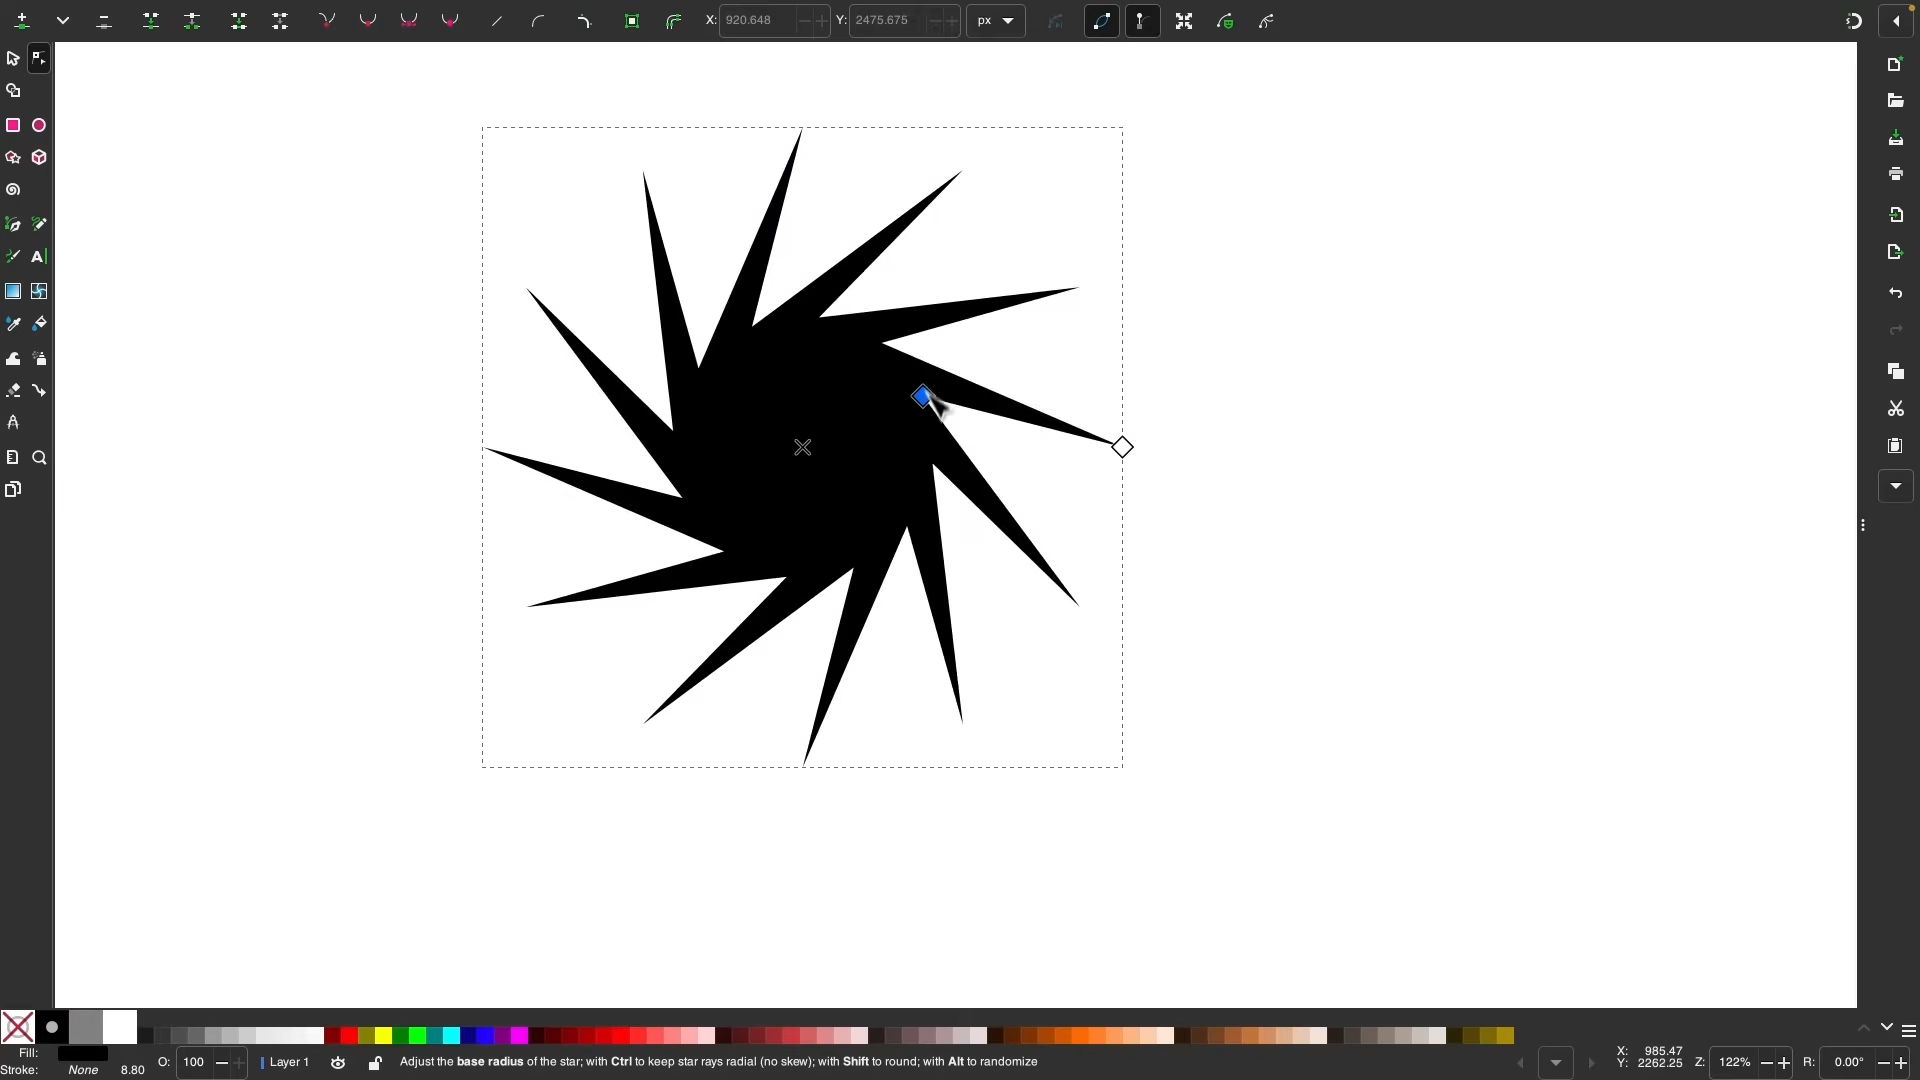 X: 920.648 Y: 2475.675 px
A
Fill:
Stroke: None 8.80
O: 100
Layer 1
Adjust the base radius of the star; with Ctrl to keep star rays radial (no skew); with Shift to round; with Alt to randomize
X: 985.47
Y: 2262.25
Z: 122%
R: 0.00°